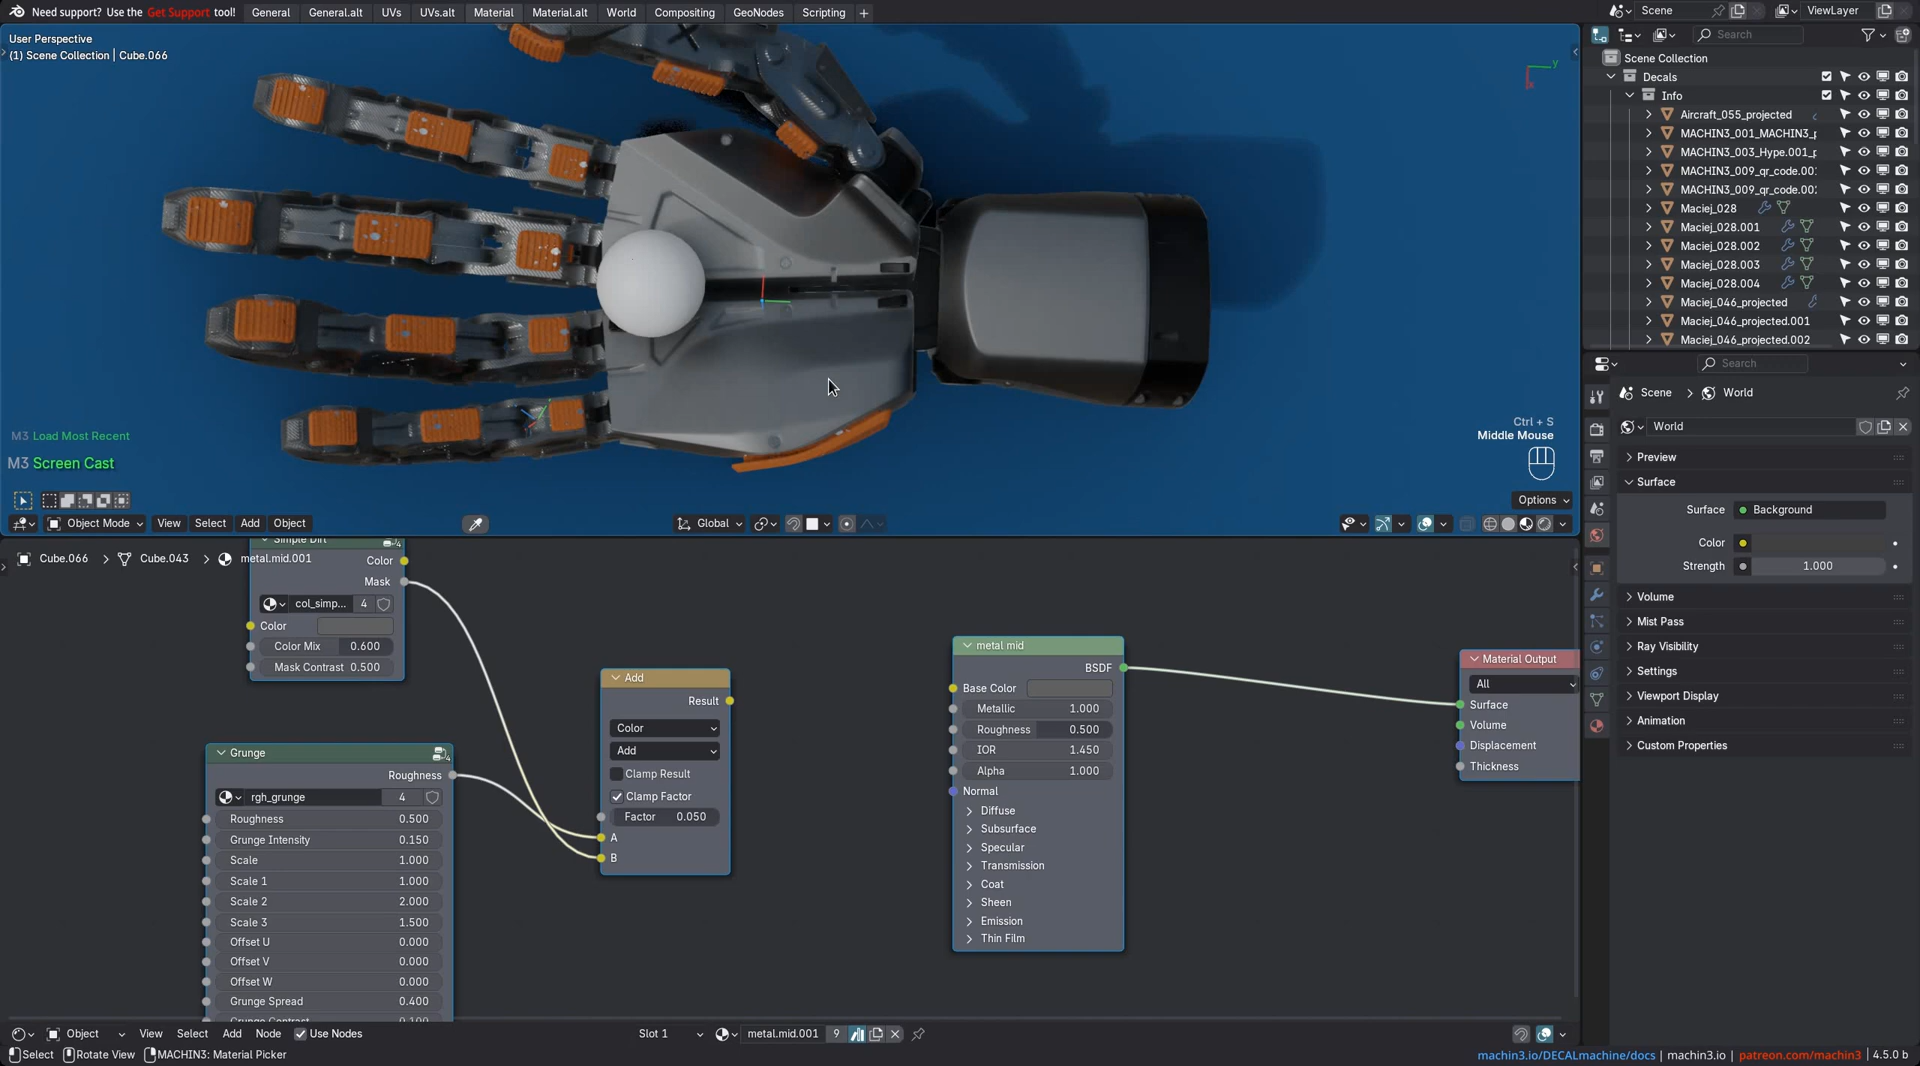 Need support? Use the Get Support tool!
General
General.alt
UVs
UVs.alt
Material
Material.alt
World
Compositing
GeoNodes
Scripting
Scene
ViewLayer
User Perspective
(1) Scene Collection | Cube.066
M3 Load Most Recent
M3 Screen Cast
Ctrl + S
Middle Mouse
Options
Object Mode
View
Select
Add
Object
Global
Search
Scene Collection
Decals
Info
Aircraft_055_projected
MACHIN3_001_MACHIN3_p
MACHIN3_003_Hype.001_p
MACHIN3_009_qr_code.00
MACHIN3_009_qr_code.00
Maciej_028
Maciej_028.001
Maciej_028.002
Maciej_028.003
Maciej_028.004
Maciej_046_projected
Maciej_046_projected.001
Maciej_046_projected.002
Search
Scene > World
World
Preview
Surface
Surface Background
Color
Strength 1.000
Volume
Mist Pass
Ray Visibility
Settings
Viewport Display
Animation
Custom Properties
Cube.066 > Cube.043 > metal.mid.001
Simple Dirt
Color
Mask
col_simp... 4
Color
Color Mix 0.600
Mask Contrast 0.500
Grunge
Roughness
rgh_grunge 4
Roughness 0.500
Grunge Intensity 0.150
Scale 1.000
Scale 1 1.000
Scale 2 2.000
Scale 3 1.500
Offset U 0.000
Offset V 0.000
Offset W 0.000
Grunge Spread 0.400
Grunge Contrast 0.100
Add
Result
Color
Add
Clamp Result
Clamp Factor
Factor 0.050
A
B
metal mid
BSDF
Base Color
Metallic 1.000
Roughness 0.500
IOR 1.450
Alpha 1.000
Normal
Diffuse
Subsurface
Specular
Transmission
Coat
Sheen
Emission
Thin Film
Material Output
All
Surface
Volume
Displacement
Thickness
Object
View
Select
Add
Node
Use Nodes
Slot 1
metal.mid.001 9
Select
Rotate View
MACHIN3: Material Picker
machin3.io/DECALmachine/docs | machin3.io | patreon.com/machin3 | 4.5.0 b